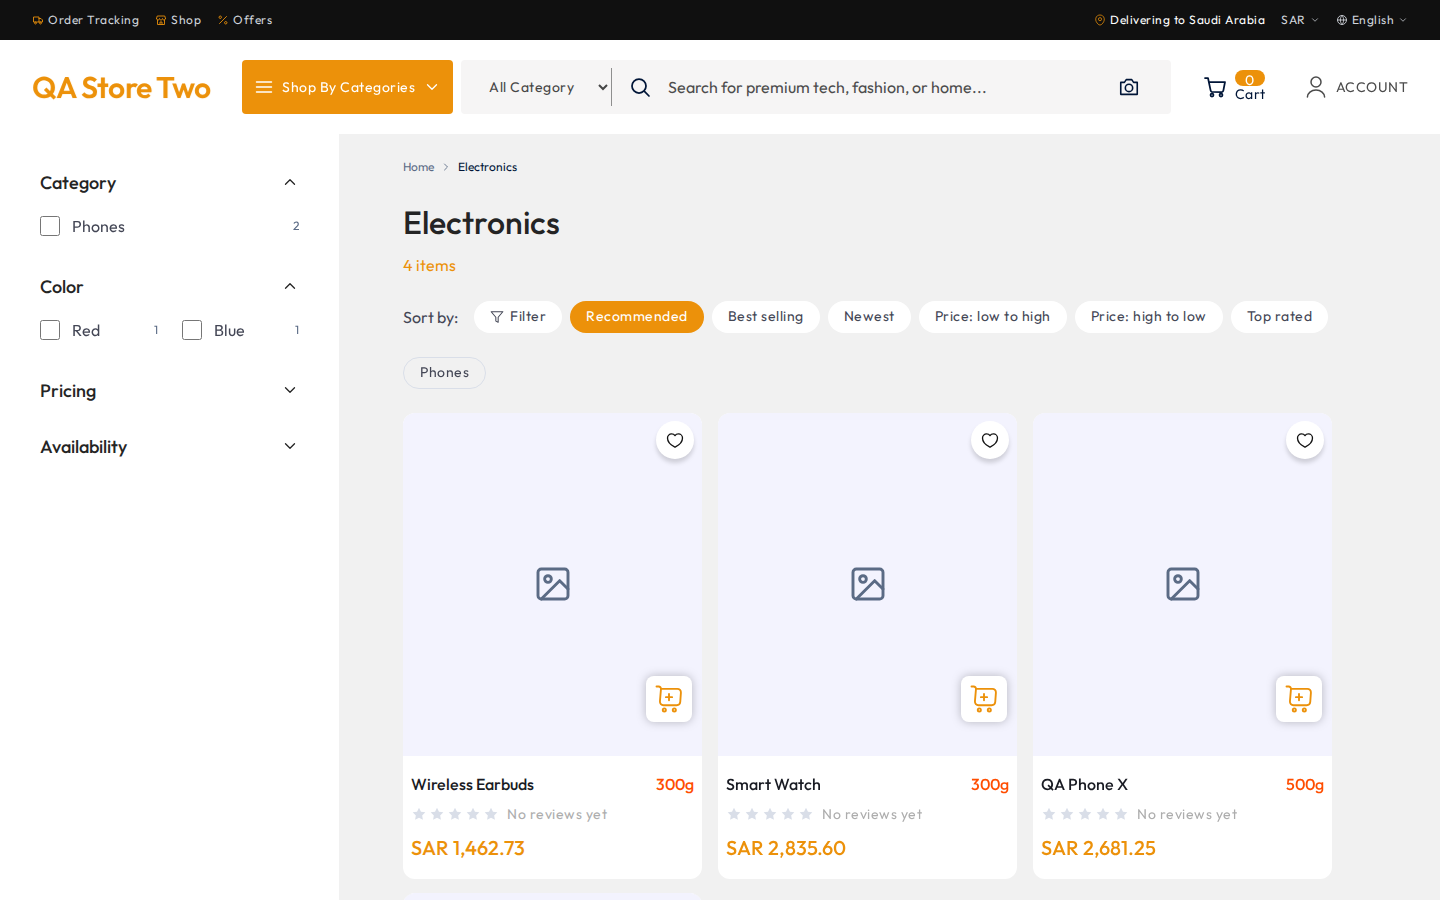 Order Tracking Shop Offers Delivering to Saudi Arabia SAR English
QA Store Two Shop By Categories All Category Search for premium tech, fashion, or home... 0 Cart ACCOUNT
Category
Phones 2
Color
Red 1 Blue 1
Pricing
Availability
Home > Electronics
Electronics
4 items
Sort by: Filter Recommended Best selling Newest Price: low to high Price: high to low Top rated
Phones
Wireless Earbuds 300g
No reviews yet
SAR 1,462.73
Smart Watch 300g
No reviews yet
SAR 2,835.60
QA Phone X 500g
No reviews yet
SAR 2,681.25